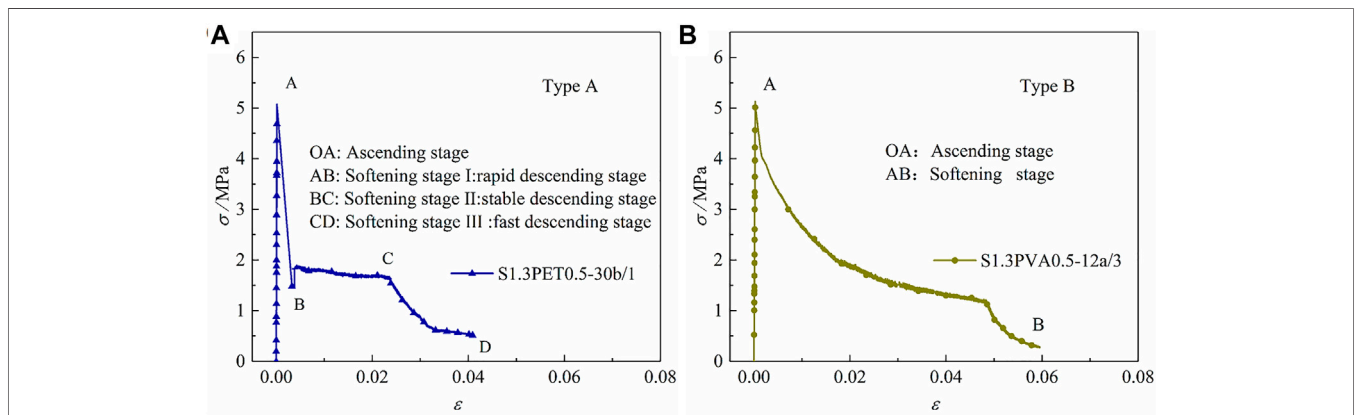 A
6
5
4
3
2
1
0
σ/MPa
A
Type A
OA: Ascending stage
AB: Softening stage I:rapid descending stage
BC: Softening stage II:stable descending stage
CD: Softening stage III :fast descending stage
C
S1.3PET0.5-30b/1
B
D
0.00 0.02 0.04 0.06 0.08
ε
B
6
5
4
3
2
1
0
σ/MPa
A
Type B
OA: Ascending stage
AB: Softening stage
S1.3PVA0.5-12a/3
B
0.00 0.02 0.04 0.06 0.08
ε